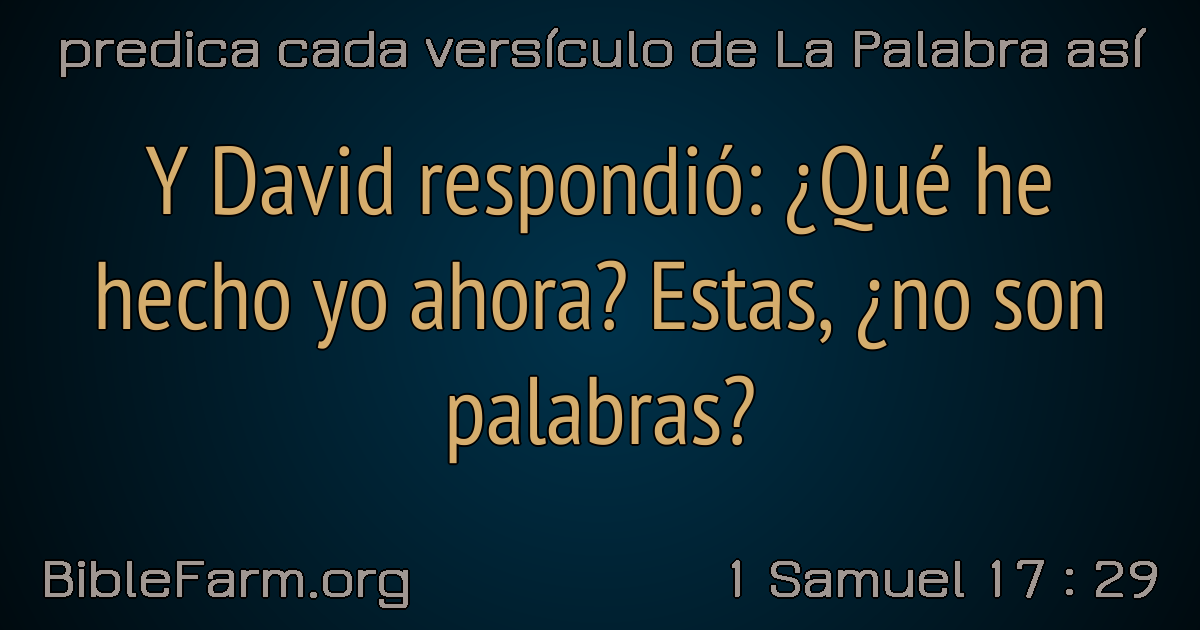 predica cada versículo de La Palabra así
Y David respondió: ¿Qué he
hecho yo ahora? Estas, ¿no son
palabras?
BibleFarm.org
1 Samuel 17 : 29